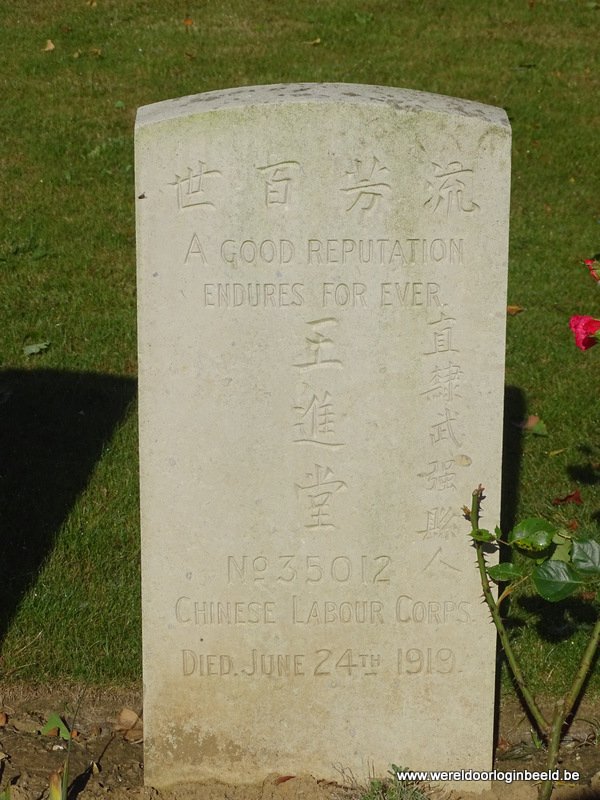 流芳百世
A GOOD REPUTATION
ENDURES FOR EVER.
直隸武强縣人
王進堂
No 35012
CHINESE LABOUR CORPS.
DIED. JUNE 24TH 1919.
www.wereldoorloginbeeld.be